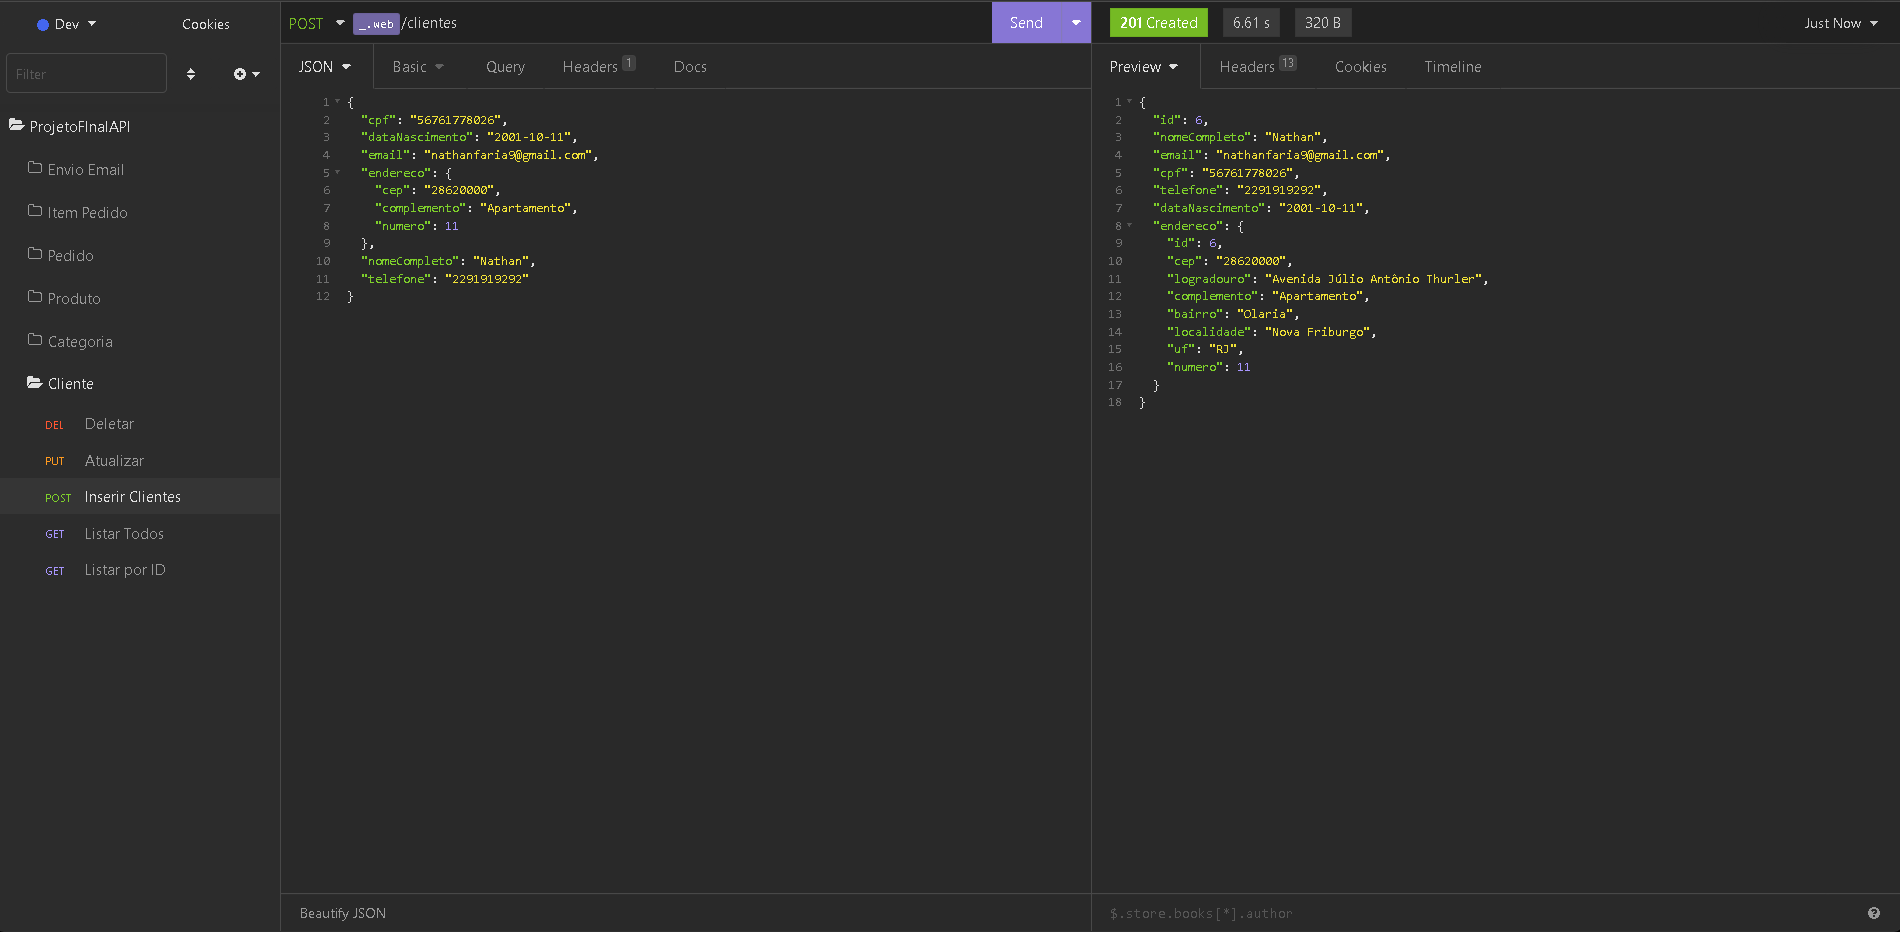 Dev
Cookies
Filter
ProjetoFInalAPI
Envio Email
Item Pedido
Pedido
Produto
Categoria
Cliente
DEL Deletar
PUT Atualizar
POST Inserir Clientes
GET Listar Todos
GET Listar por ID
POST _.web /clientes
Send
JSON Basic Query Headers 1 Docs
1 {
2 "cpf": "56761778026",
3 "dataNascimento": "2001-10-11",
4 "email": "nathanfaria9@gmail.com",
5 "endereco": {
6 "cep": "28620000",
7 "complemento": "Apartamento",
8 "numero": 11
9 },
10 "nomeCompleto": "Nathan",
11 "telefone": "2291919292"
12 }
Beautify JSON
201 Created 6.61 s 320 B Just Now
Preview Headers 13 Cookies Timeline
1 {
2 "id": 6,
3 "nomeCompleto": "Nathan",
4 "email": "nathanfaria9@gmail.com",
5 "cpf": "56761778026",
6 "telefone": "2291919292",
7 "dataNascimento": "2001-10-11",
8 "endereco": {
9 "id": 6,
10 "cep": "28620000",
11 "logradouro": "Avenida Júlio Antônio Thurler",
12 "complemento": "Apartamento",
13 "bairro": "Olaria",
14 "localidade": "Nova Friburgo",
15 "uf": "RJ",
16 "numero": 11
17 }
18 }
$.store.books[*].author